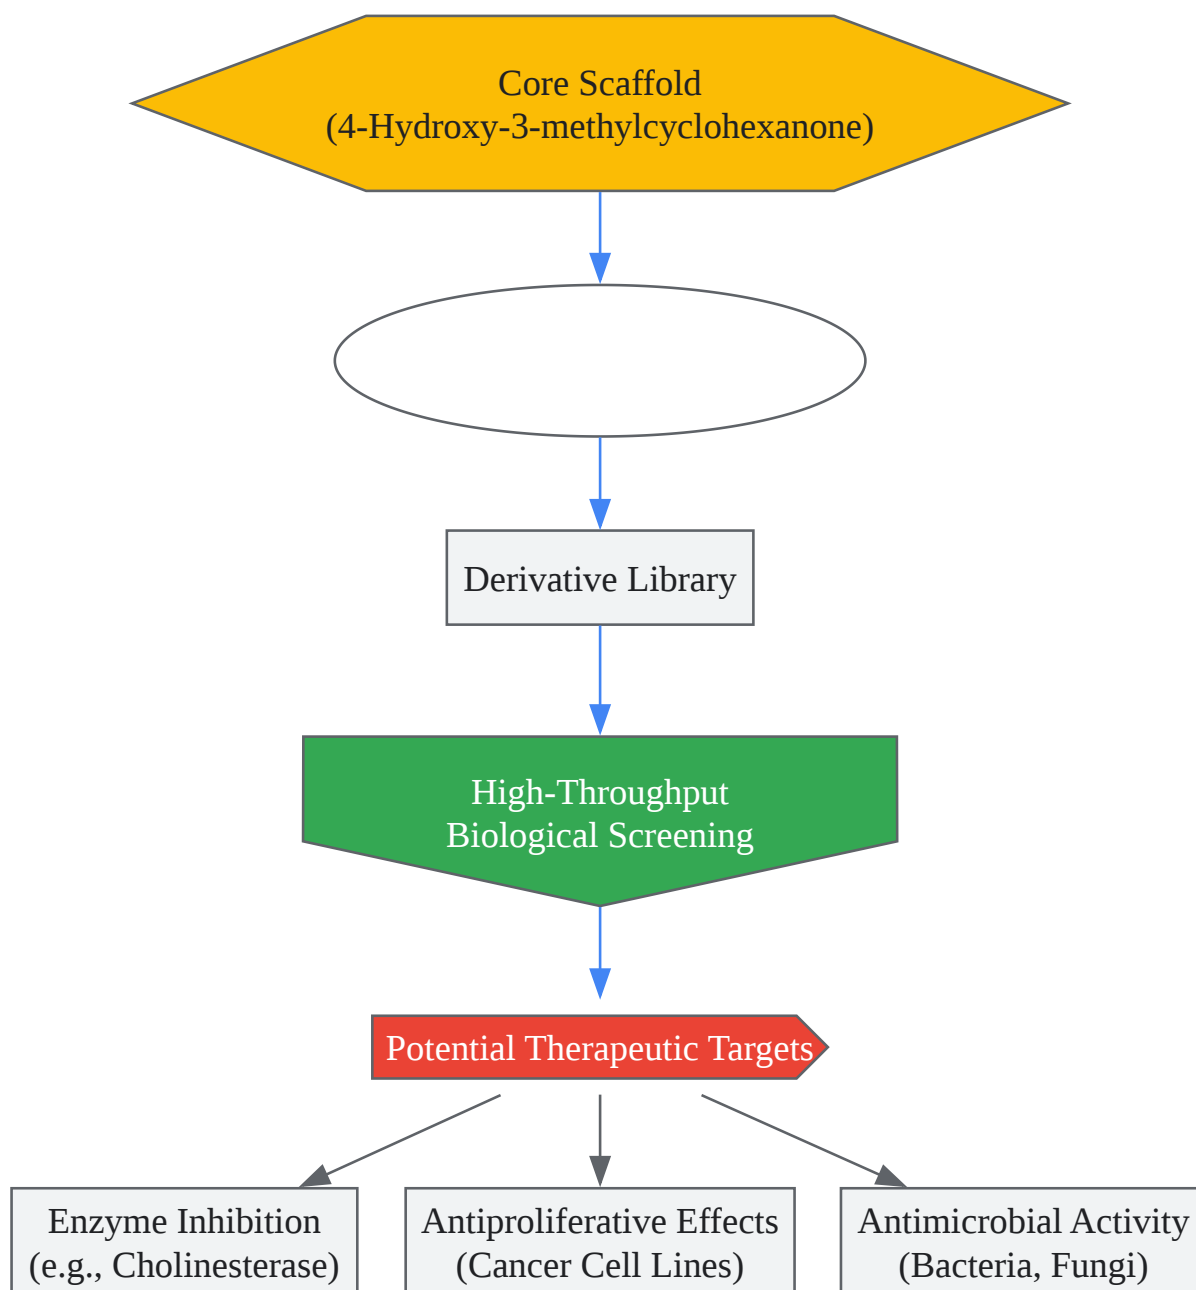 Core Scaffold
(4-Hydroxy-3-methylcyclohexanone)
Derivative Library
High-Throughput
Biological Screening
Potential Therapeutic Targets
Enzyme Inhibition
(e.g., Cholinesterase)
Antiproliferative Effects
(Cancer Cell Lines)
Antimicrobial Activity
(Bacteria, Fungi)